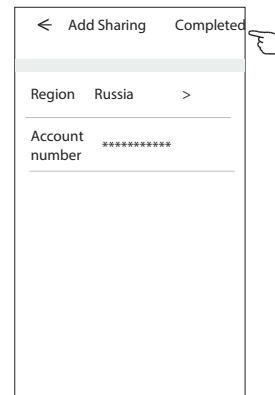 ← Add Sharing Completed
Region Russia >
Account
number ***********